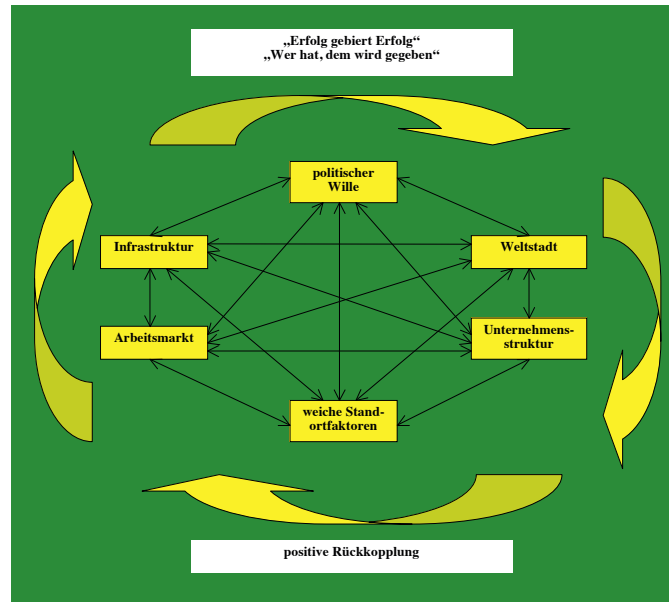 „Erfolg gebiert Erfolg“
„Wer hat, dem wird gegeben“
politischer
Wille
Infrastruktur
Weltstadt
Arbeitsmarkt
Unternehmens-
struktur
weiche Stand-
ortfaktoren
positive Rückkopplung